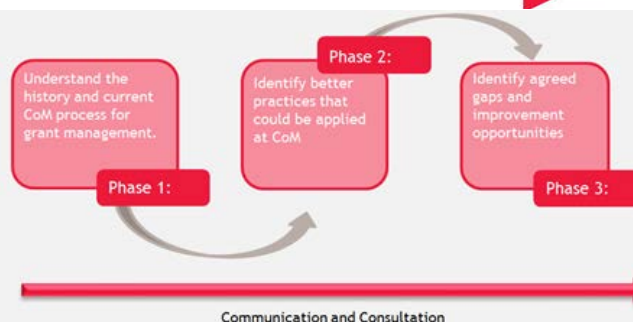 Understand the
history and current
CoM process for
grant management.
Phase 1:
Phase 2:
Identify better
practices that
could be applied
at CoM
Identify agreed
gaps and
improvement
opportunities
Phase 3:
Communication and Consultation